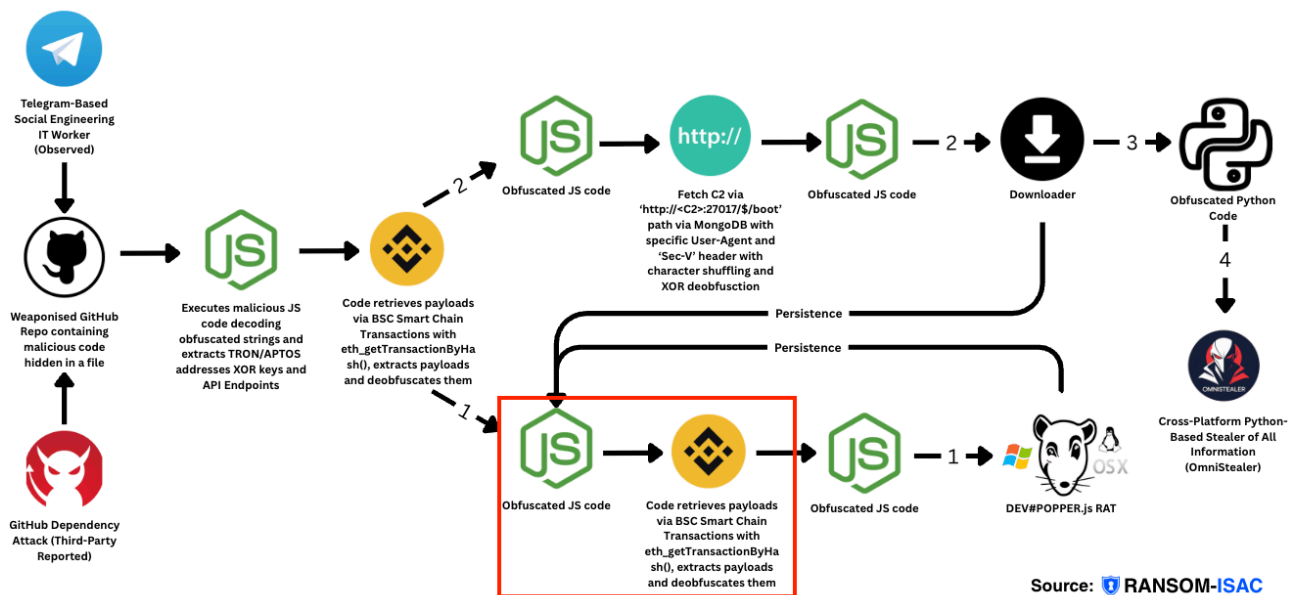 Telegram-Based
Social Engineering
IT Worker
(Observed)
Weaponised GitHub
Repo containing
malicious code
hidden in a file
GitHub Dependency
Attack (Third-Party
Reported)
JS
Executes malicious JS
code decoding
obfuscated strings and
extracts TRON/APTOS
addresses XOR keys and
API Endpoints
Code retrieves payloads
via BSC Smart Chain
Transactions with
eth_getTransactionByHa
sh(), extracts payloads
and deobfuscates them
2
JS
Obfuscated JS code
http://
Fetch C2 via
‘http://<C2>:27017/$/boot’
path via MongoDB with
specific User-Agent and
‘Sec-V’ header with
character shuffling and
XOR deobfusction
JS
Obfuscated JS code
2
Downloader
3
Obfuscated Python
Code
4
OMNISTEALER
Cross-Platform Python-
Based Stealer of All
Information
(OmniStealer)
Persistence
Persistence
1
JS
Obfuscated JS code
Code retrieves payloads
via BSC Smart Chain
Transactions with
eth_getTransactionByHa
sh(), extracts payloads
and deobfuscates them
JS
Obfuscated JS code
1
OSX
DEV#POPPER.js RAT
Source: RANSOM-ISAC